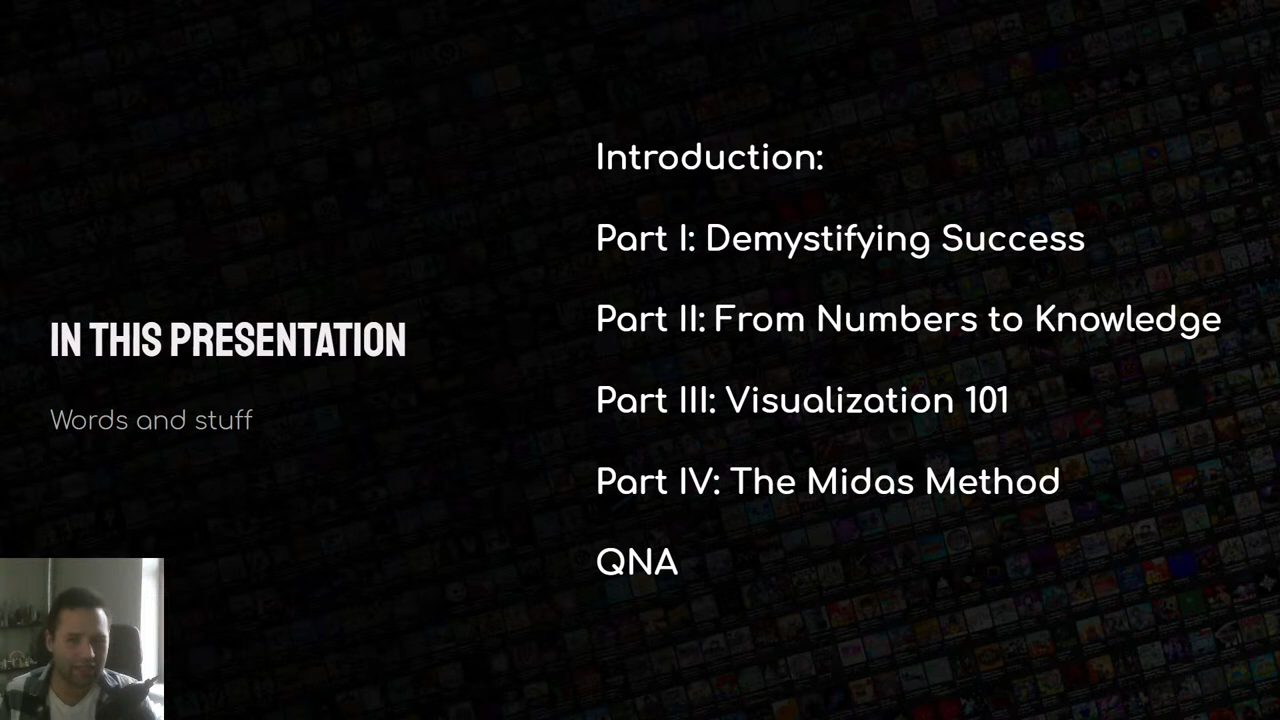 IN THIS PRESENTATION
Words and stuff
Introduction:
Part I: Demystifying Success
Part II: From Numbers to Knowledge
Part III: Visualization 101
Part IV: The Midas Method
QNA